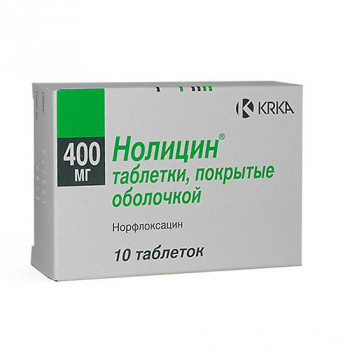 KRKA
400
МГ
Нолицин®
таблетки, покрытые
оболочкой
Норфлоксацин
10 таблеток